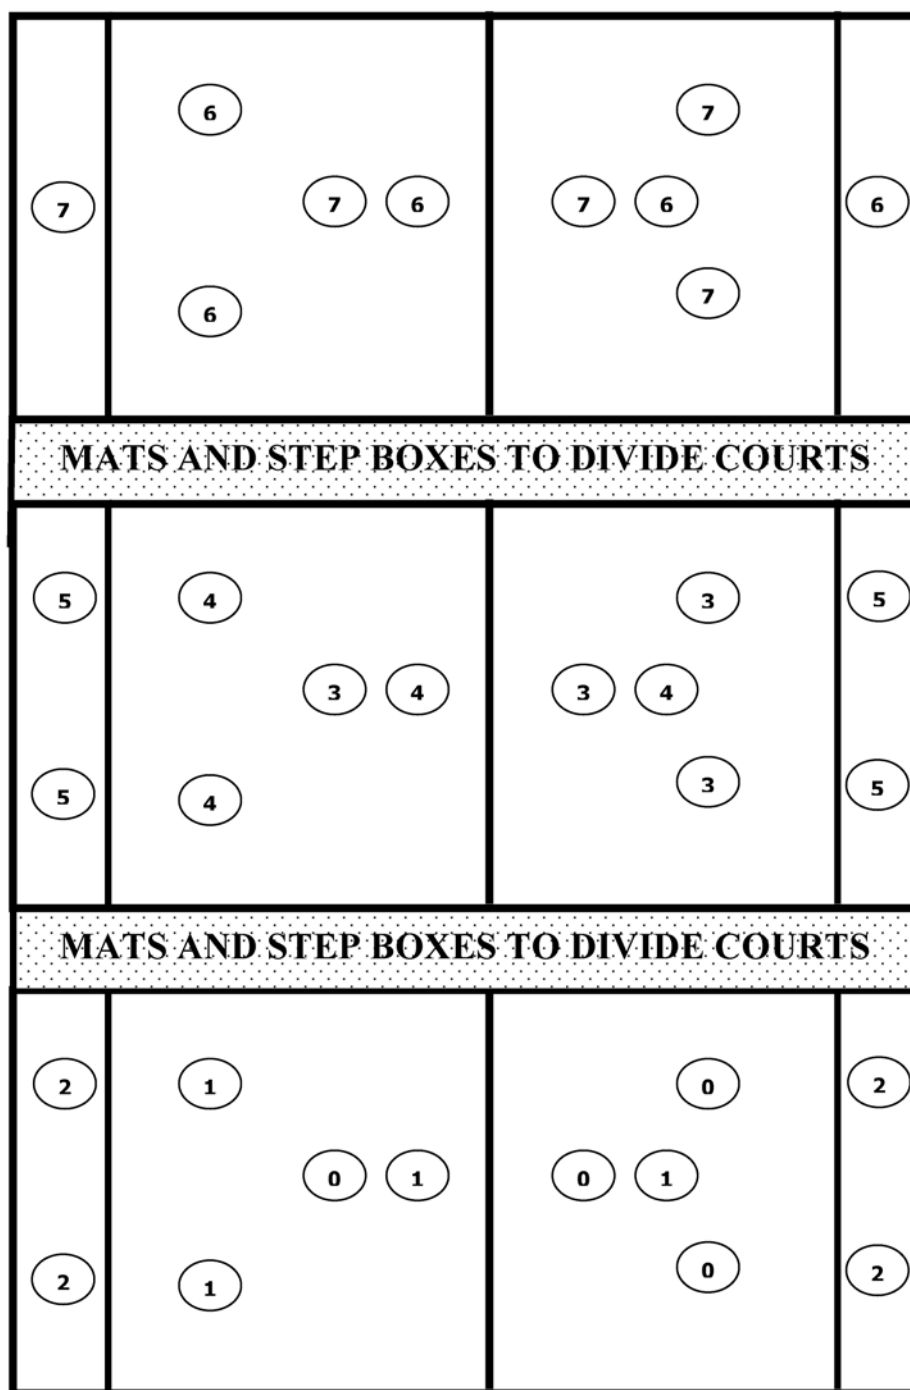 6 7
7 7 6 7 6 6
6 7
MATS AND STEP BOXES TO DIVIDE COURTS
5 4 3 5
3 4 3 4
5 4 3 5
MATS AND STEP BOXES TO DIVIDE COURTS
2 1 0 2
0 1 0 1
2 1 0 2